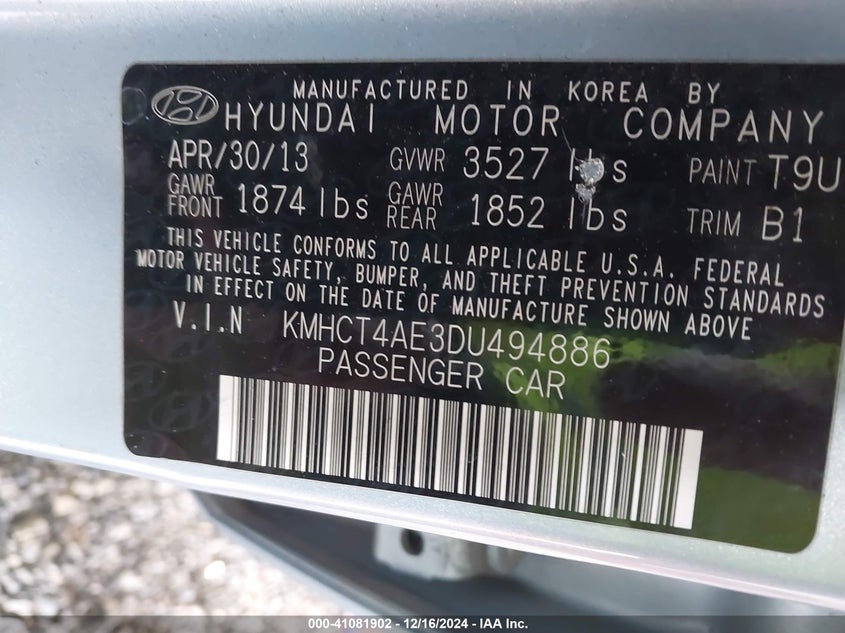 MANUFACTURED IN KOREA BY
HYUNDAI MOTOR COMPANY
APR/30/13 GVWR 3527 lbs PAINT T9U
GAWR FRONT 1874 lbs GAWR REAR 1852 lbs TRIM B1
THIS VEHICLE CONFORMS TO ALL APPLICABLE U.S.A. FEDERAL
MOTOR VEHICLE SAFETY, BUMPER, AND THEFT PREVENTION STANDARDS
IN EFFECT ON THE DATE OF MANUFACTURE SHOWN ABOVE
V.I.N KMHCT4AE3DU494886
PASSENGER CAR
000-41081902 - 12/16/2024 - IAA Inc.